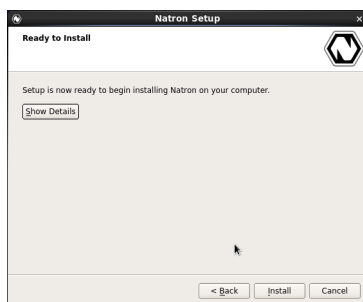 Natron Setup
Ready to Install
Setup is now ready to begin installing Natron on your computer.
Show Details
< Back
Install
Cancel